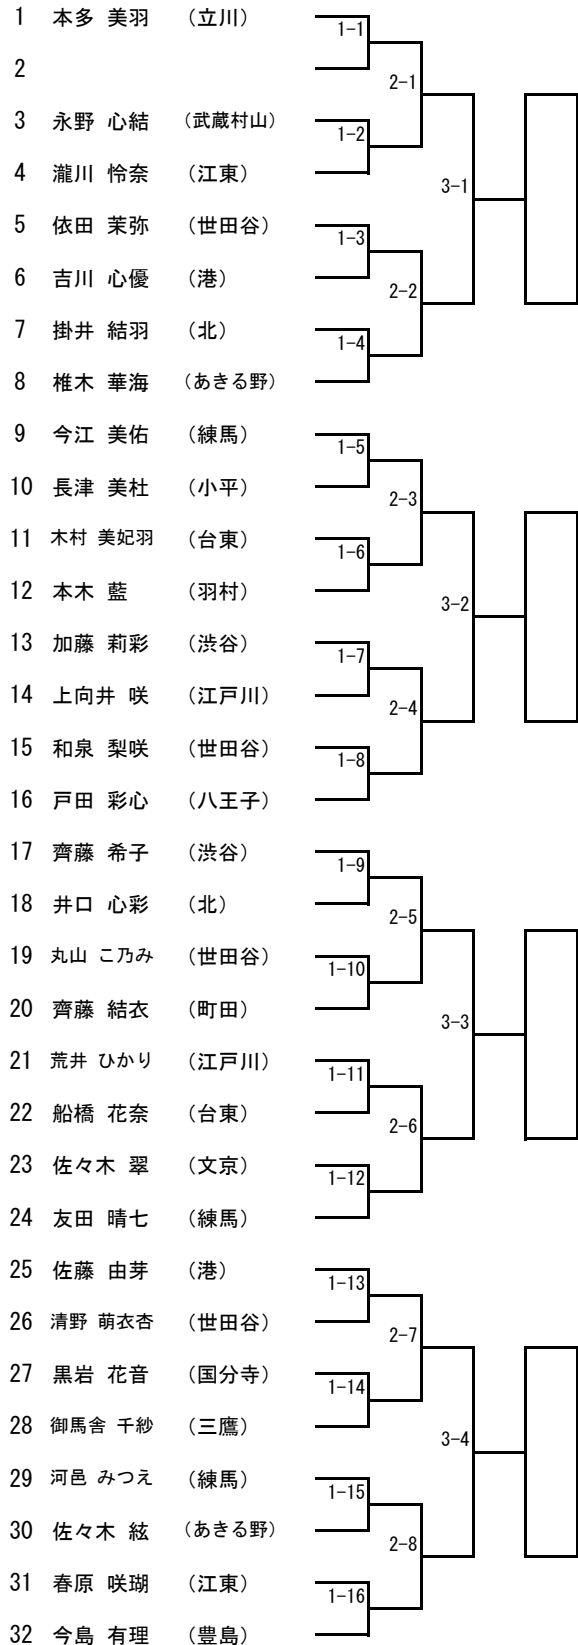 1 本多 美羽 （立川）
1-1
2
2-1
3 永野 心結 （武蔵村山）
1-2
4 瀧川 怜奈 （江東）
3-1
5 依田 茉弥 （世田谷）
1-3
6 吉川 心優 （港）
2-2
7 掛井 結羽 （北）
1-4
8 椎木 華海 （あきる野）
9 今江 美佑 （練馬）
1-5
10 長津 美杜 （小平）
2-3
11 木村 美妃羽 （台東）
1-6
12 本木 藍 （羽村）
3-2
13 加藤 莉彩 （渋谷）
1-7
14 上向井 咲 （江戸川）
2-4
15 和泉 梨咲 （世田谷）
1-8
16 戸田 彩心 （八王子）
17 齊藤 希子 （渋谷）
1-9
18 井口 心彩 （北）
2-5
19 丸山 こ乃み （世田谷）
1-10
20 齊藤 結衣 （町田）
3-3
21 荒井 ひかり （江戸川）
1-11
22 船橋 花奈 （台東）
2-6
23 佐々木 翠 （文京）
1-12
24 友田 晴七 （練馬）
25 佐藤 由芽 （港）
1-13
26 清野 萌衣杏 （世田谷）
2-7
27 黒岩 花音 （国分寺）
1-14
28 御馬舎 千紗 （三鷹）
3-4
29 河邑 みつえ （練馬）
1-15
30 佐々木 絃 （あきる野）
2-8
31 春原 咲瑚 （江東）
1-16
32 今島 有理 （豊島）